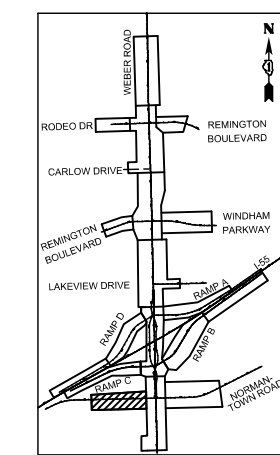 N
WEBER ROAD
RODEO DR
REMINGTON
BOULEVARD
CARLOW DRIVE
REMINGTON
BOULEVARD
WINDHAM
PARKWAY
LAKEVIEW DRIVE
RAMP A
I-55
RAMP D
RAMP B
RAMP C
NORMAN-
TOWN ROAD